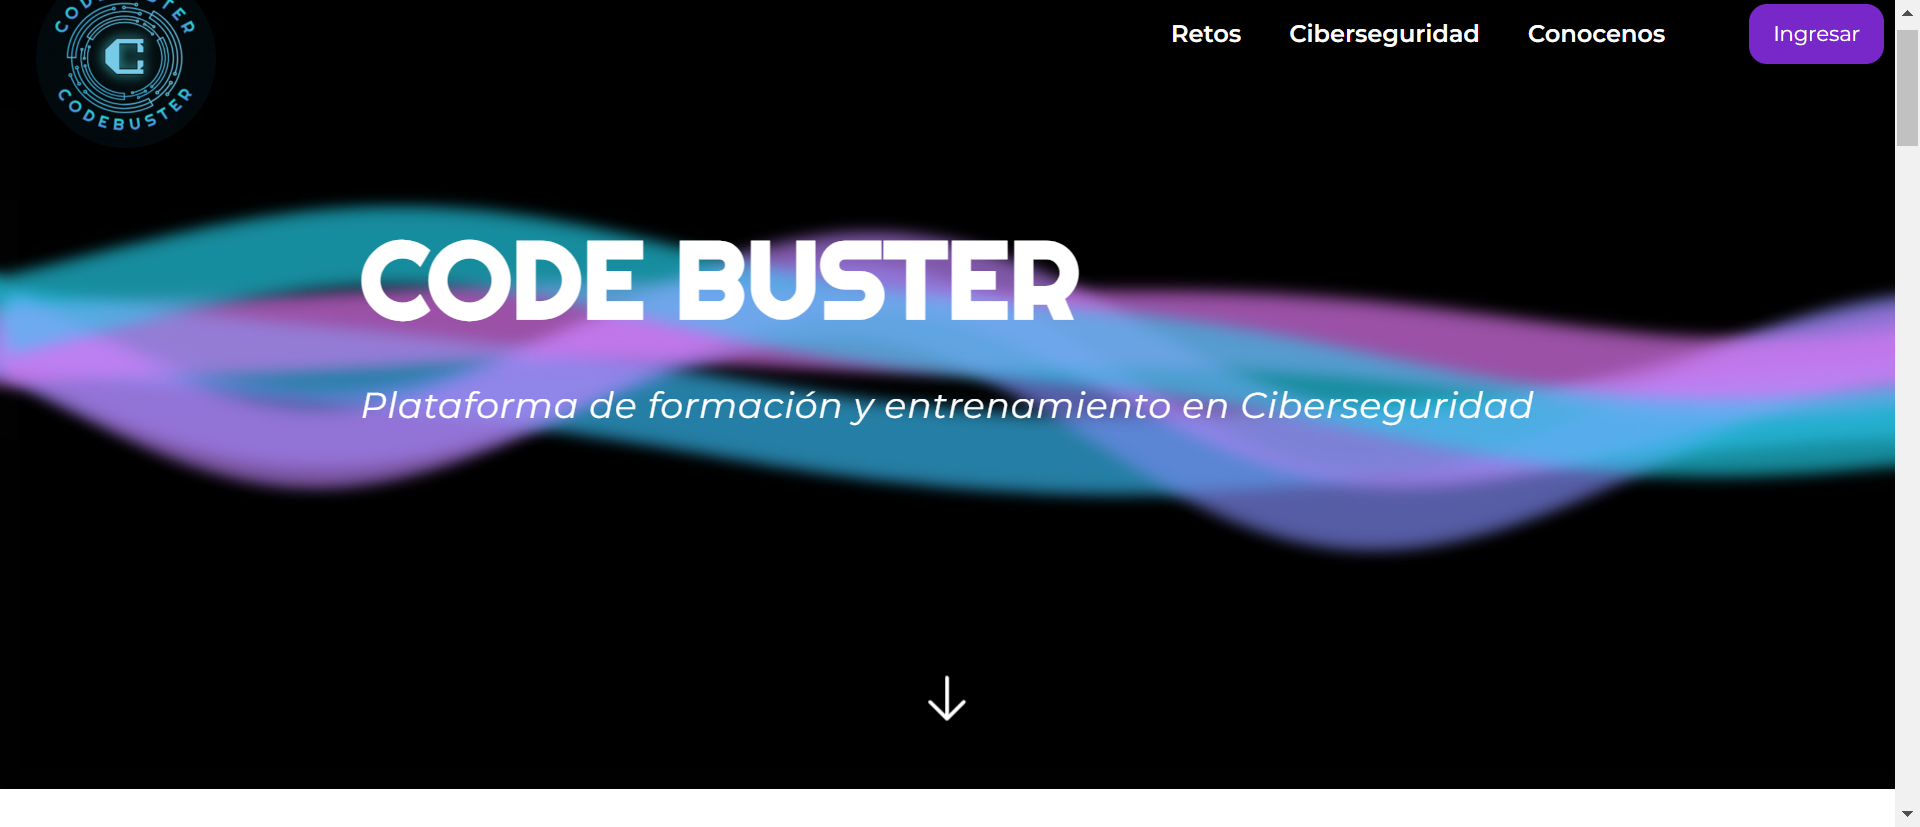 CODEBUSTER
CODEBUSTER
Retos Ciberseguridad Conocenos Ingresar
CODE BUSTER
Plataforma de formación y entrenamiento en Ciberseguridad